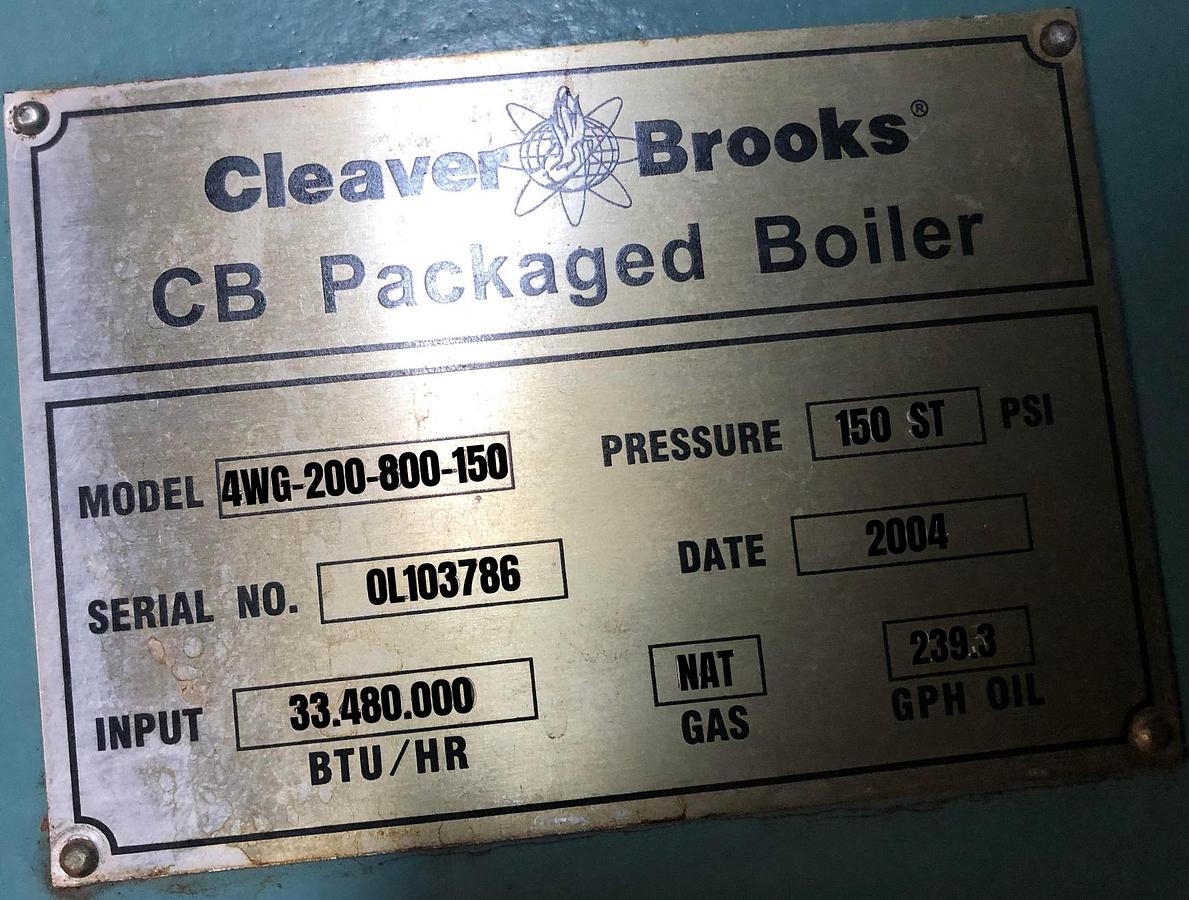 Cleaver Brooks®
CB Packaged Boiler
MODEL 4WG-200-800-150 PRESSURE 150 ST PSI
SERIAL NO. 0L103786 DATE 2004
INPUT 33.480.000 BTU/HR NAT GAS 239.3 GPH OIL